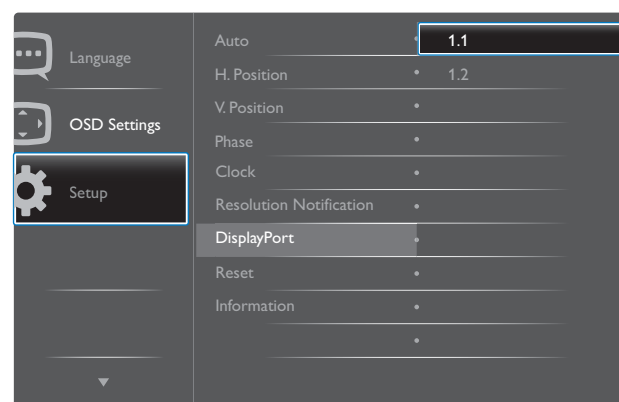 Language
OSD Settings
Setup
Auto
H. Position
V. Position
Phase
Clock
Resolution Notification
DisplayPort
Reset
Information
1.1
1.2